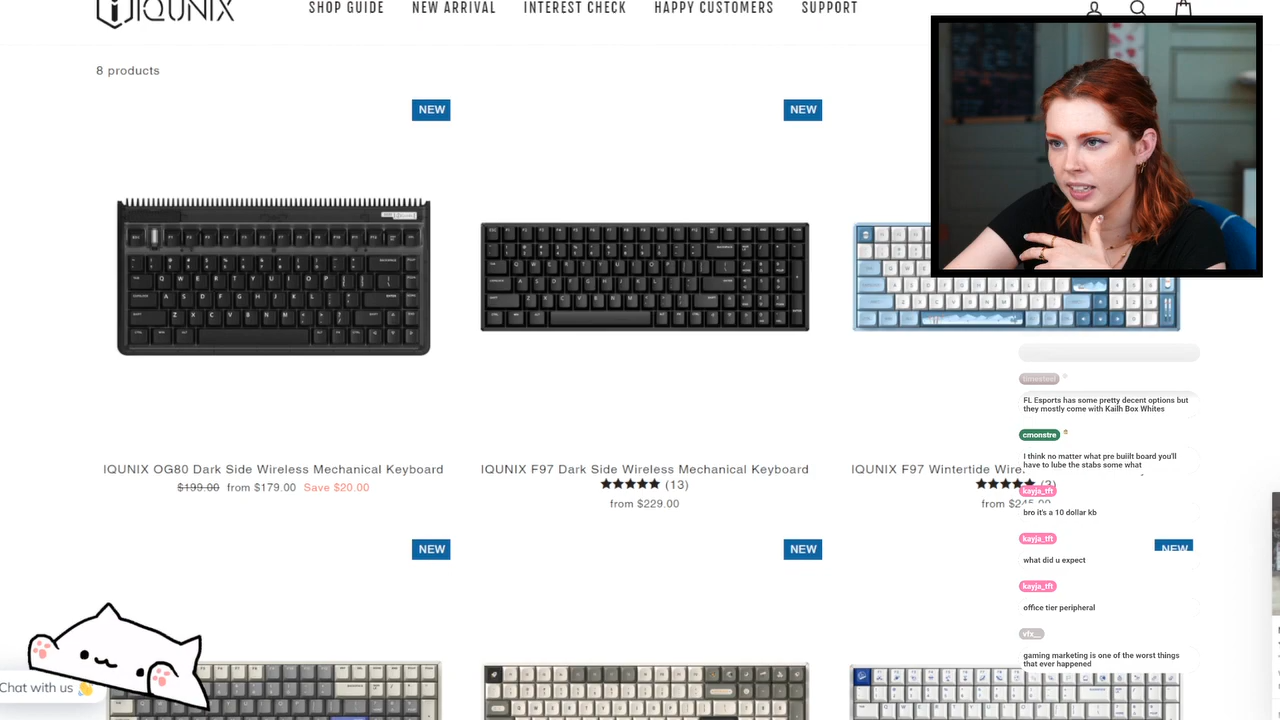 IQUNIX
SHOP GUIDE NEW ARRIVAL INTEREST CHECK HAPPY CUSTOMERS SUPPORT
8 products
NEW
NEW
IQUNIX OG80 Dark Side Wireless Mechanical Keyboard
$199.00 from $179.00 Save $20.00
IQUNIX F97 Dark Side Wireless Mechanical Keyboard
(13)
from $229.00
IQUNIX F97 Wintertide Wire
(3)
from $245.00
NEW
NEW
NEW
Chat with us 👋
FL Esports has some pretty decent options but
they mostly come with Kailh Box Whites
cmonstre
I think no matter what pre buiilt board you'll
have to lube the stabs some what
kayja_tft
bro it's a 10 dollar kb
kayja_tft
what did u expect
kayja_tft
office tier peripheral
vfx__
gaming marketing is one of the worst things
that ever happened